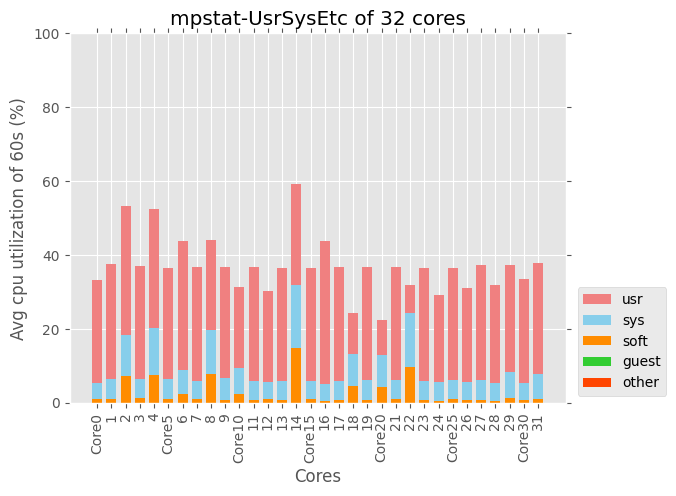 mpstat-UsrSysEtc of 32 cores
Avg cpu utilization of 60s (%)
100
80
60
40
20
0
Core0
1
2
3
4
Core5
6
7
8
9
Core10
11
12
13
14
Core15
16
17
18
19
Core20
21
22
23
24
Core25
26
27
28
29
Core30
31
Cores
usr
sys
soft
guest
other